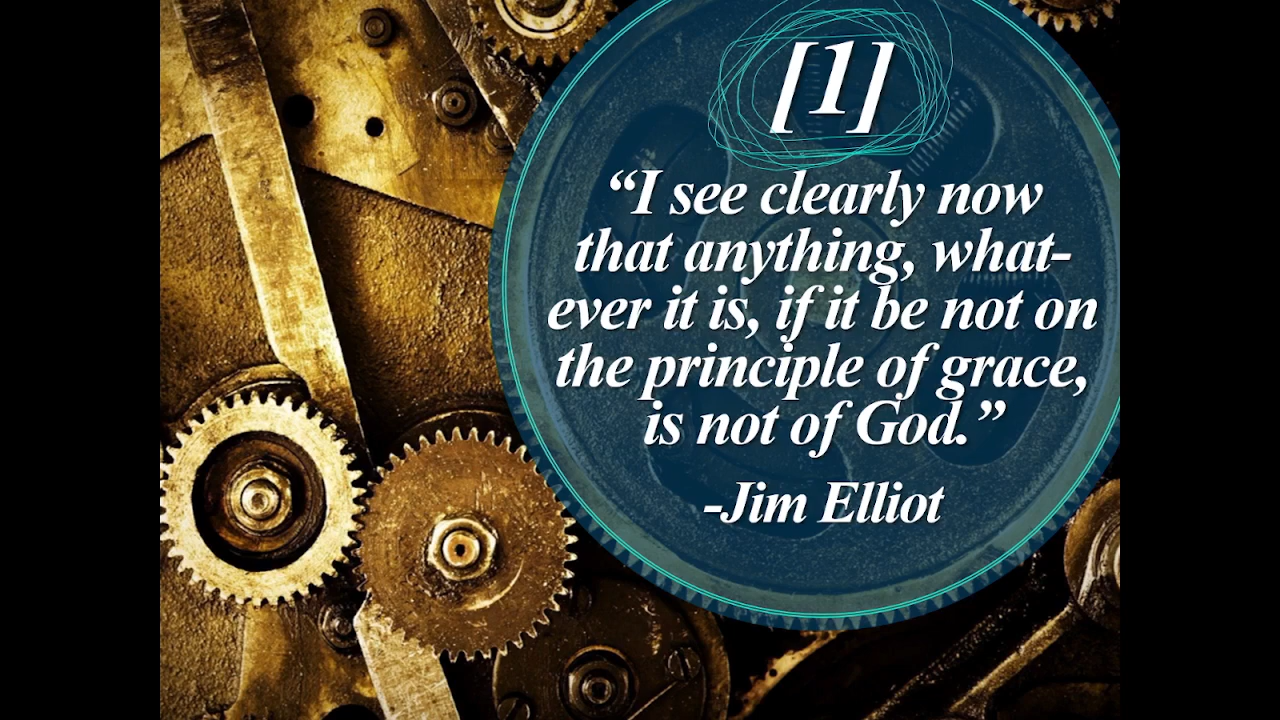 [1]
“I see clearly now
that anything, what-
ever it is, if it be not on
the principle of grace,
is not of God.”
-Jim Elliot